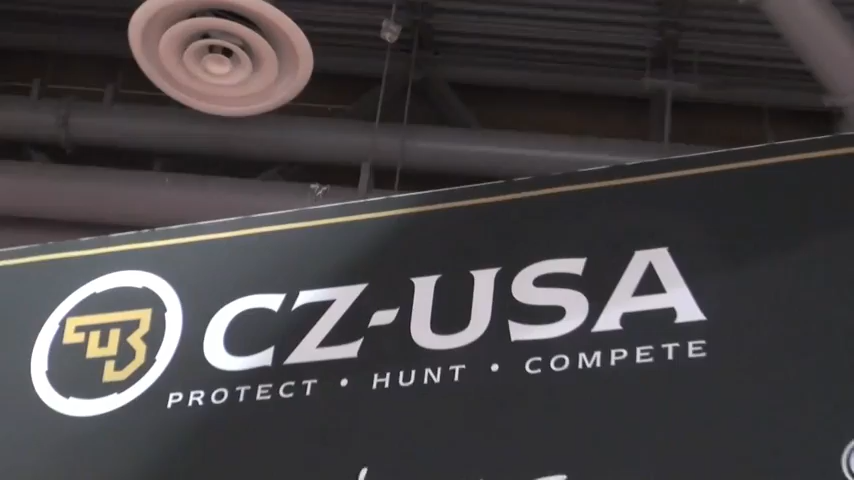 CZ-USA
PROTECT • HUNT • COMPETE